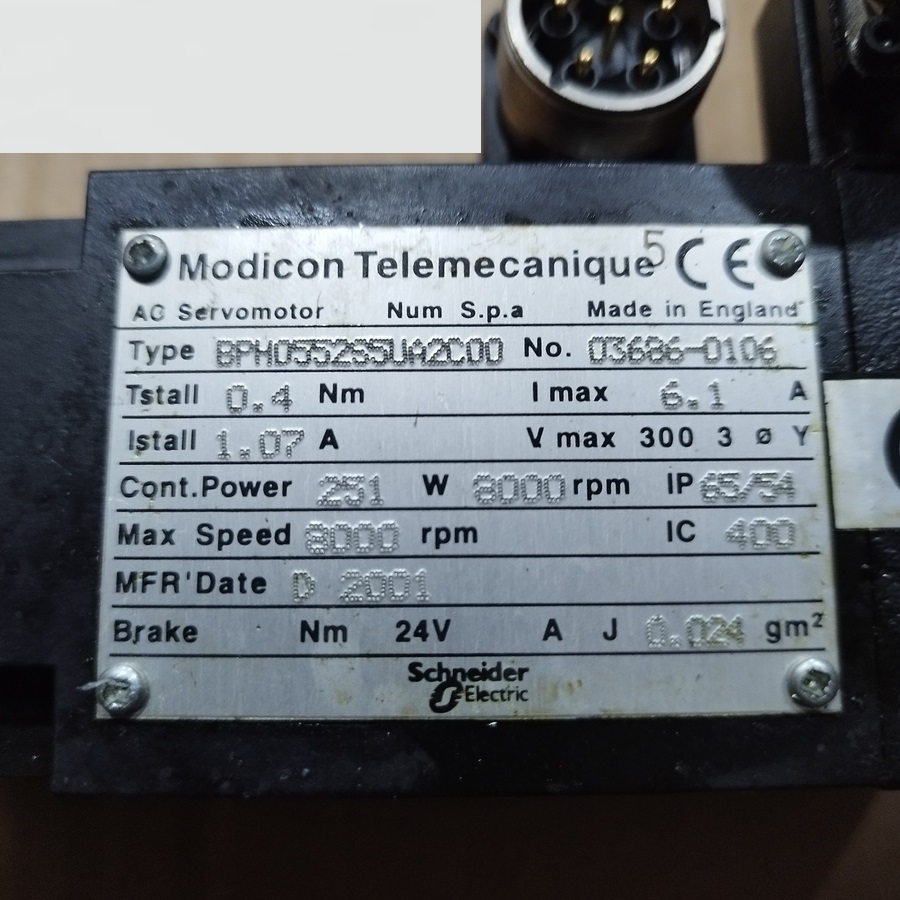 Modicon Telemecanique 5 CE
AC Servomotor Num S.p.a Made in England
Type BPH0552S5UA2C00 No. 03686-0106
Tstall 0.4 Nm I max 6.1 A
Istall 1.07 A V max 300 3 ø Y
Cont.Power 251 W 8000 rpm IP 65/54
Max Speed 8000 rpm IC 400
MFR'Date D 2001
Brake Nm 24V A J 0.024 gm²
Schneider
Electric